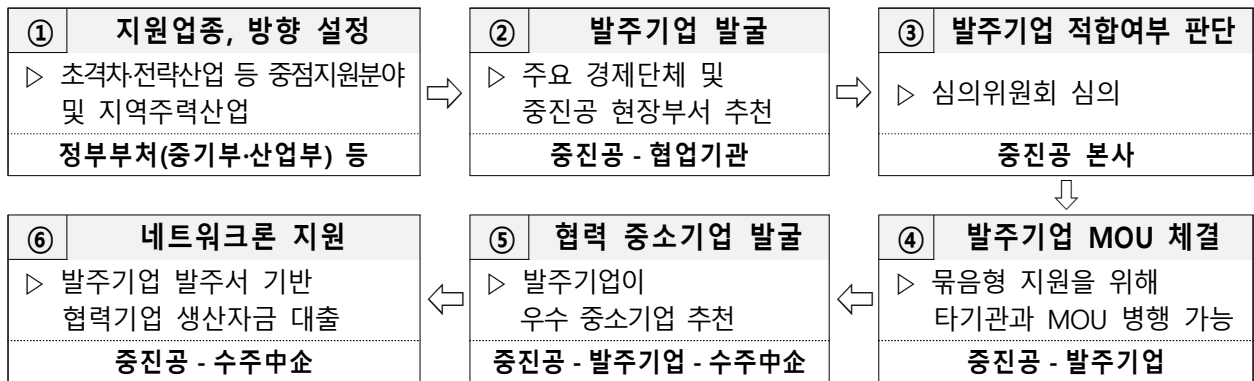 ① 지원업종, 방향 설정
▷ 초격차·전략산업 등 중점지원분야
및 지역주력산업
정부부처(중기부·산업부) 등
② 발주기업 발굴
▷ 주요 경제단체 및
중진공 현장부서 추천
중진공 - 협업기관
③ 발주기업 적합여부 판단
▷ 심의위원회 심의
중진공 본사
④ 발주기업 MOU 체결
▷ 묶음형 지원을 위해
타기관과 MOU 병행 가능
중진공 - 발주기업
⑤ 협력 중소기업 발굴
▷ 발주기업이
우수 중소기업 추천
중진공 - 발주기업 - 수주中企
⑥ 네트워크론 지원
▷ 발주기업 발주서 기반
협력기업 생산자금 대출
중진공 - 수주中企